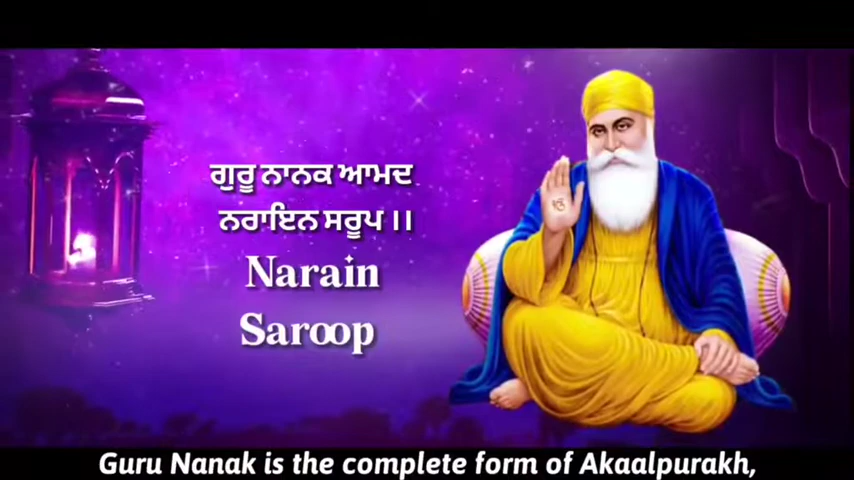 ਗੁਰੂ ਨਾਨਕ ਆਮਦ
ਨਰਾਇਨ ਸਰੂਪ ।।
Narain
Saroop
ੴ
Guru Nanak is the complete form of Akaalpurakh,